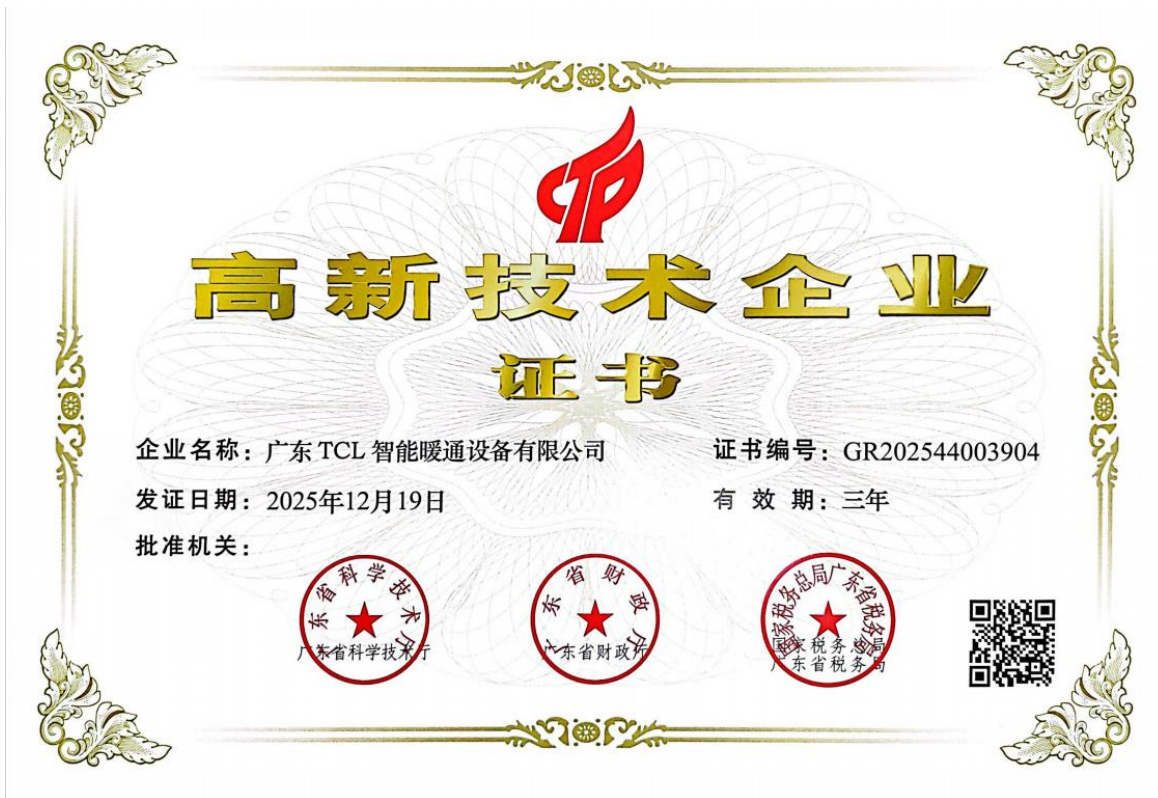 CTP
高新技术企业
证书
企业名称：广东 TCL 智能暖通设备有限公司
证书编号：GR202544003904
发证日期：2025年12月19日
有效期：三年
批准机关：
广东省科学技术厅
广东省科学技术厅
广东省财政厅
广东省财政厅
国家税务总局广东省税务局
国家税务总局
广东省税务局